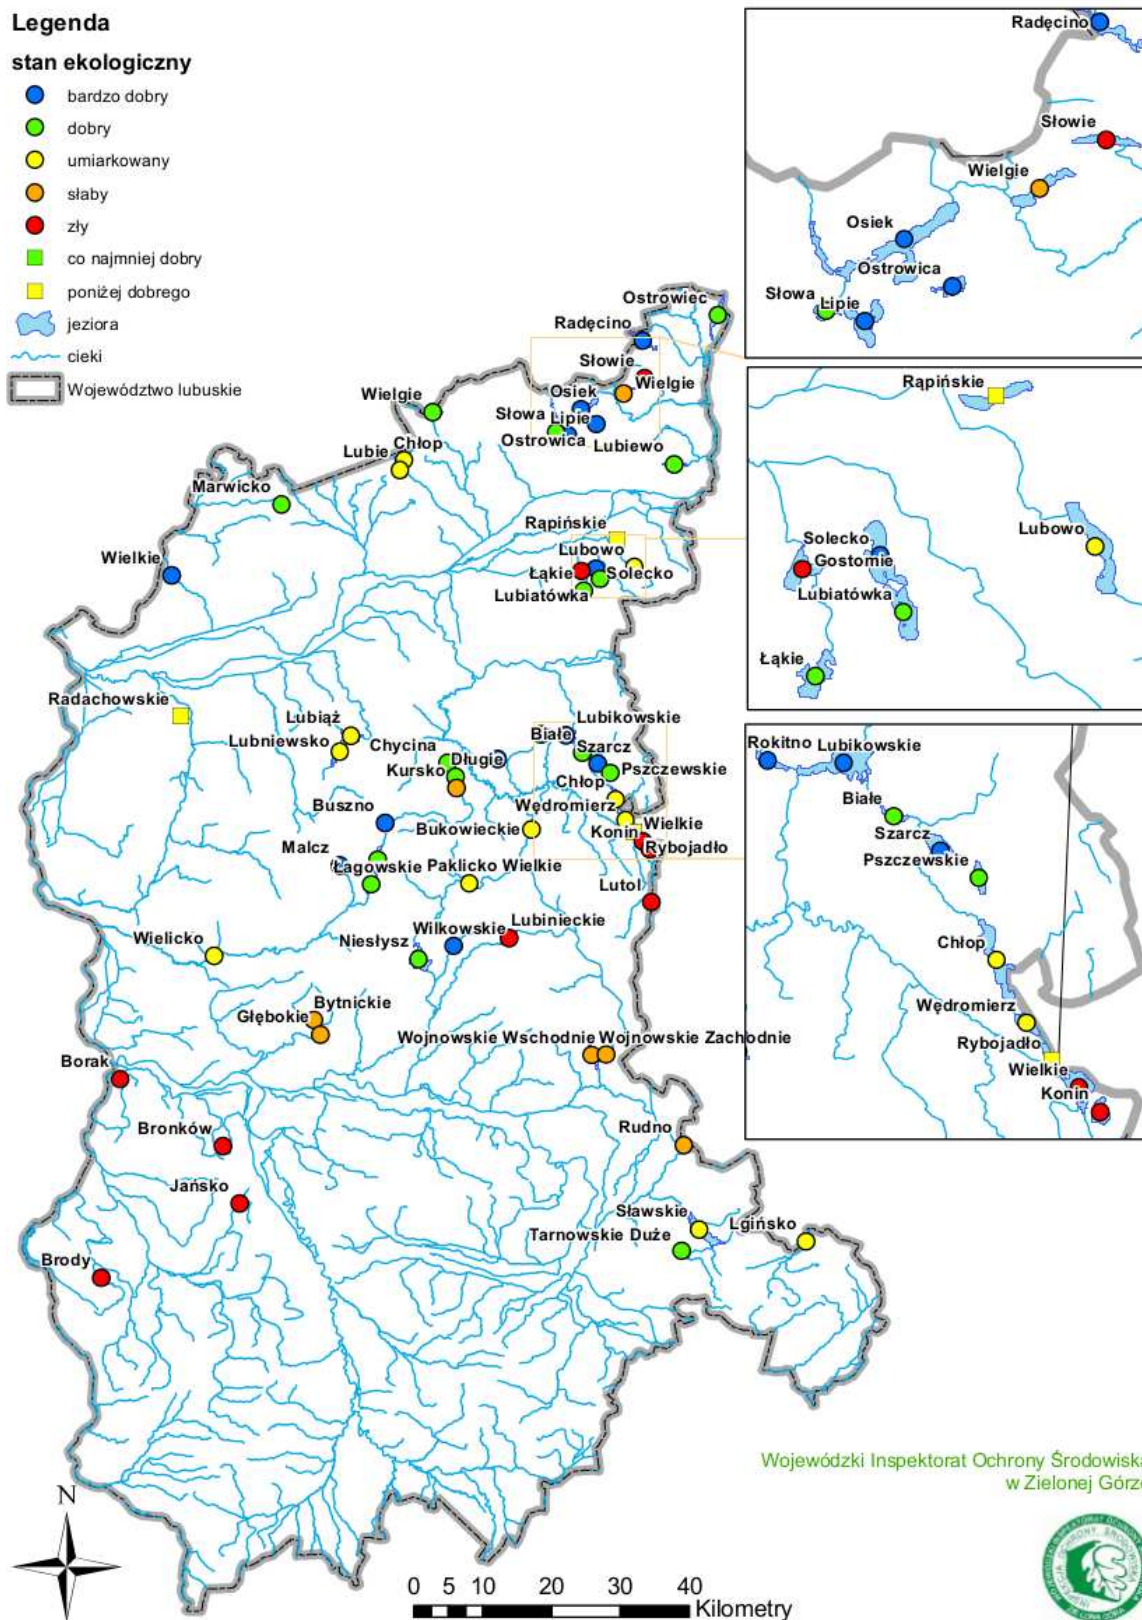 Legenda
stan ekologiczny
bardzo dobry
dobry
umiarkowany
słaby
zły
co najmniej dobry
poniżej dobrego
jeziora
cieki
Województwo lubuskie
Ostrowiec
Radęcino
Słowie
Wielgie
Wielgie
Osiek
Słowa
Lipie
Ostrowica
Lubiewo
Chłop
Lubie
Marwicko
Rąpińskie
Lubowo
Wielkie
Łąkie
Solecko
Lubiatówka
Radachowskie
Lubiąż
Lubniewsko
Chycina
Długie
Kursko
Lubikowskie
Białe
Szarcz
Pszczewskie
Chłop
Wędromierz
Buszno
Bukowieckie
Wielkie
Konin
Rybojadło
Malcz
Łagowskie
Paklicko Wielkie
Lutol
Wilkowskie
Lubinieckie
Niesłysz
Wielicko
Bytnickie
Głębokie
Wojnowskie Wschodnie
Wojnowskie Zachodnie
Borak
Bronków
Rudno
Jańsko
Sławskie
Lgińsko
Tarnowskie Duże
Brody
Radęcino
Słowie
Wielgie
Osiek
Ostrowica
Słowa
Lipie
Rąpińskie
Lubowo
Solecko
Gostomie
Lubiatówka
Łąkie
Rokitno
Lubikowskie
Białe
Szarcz
Pszczewskie
Chłop
Wędromierz
Rybojadło
Wielkie
Konin
Wojewódzki Inspektorat Ochrony Środowiska
w Zielonej Górze
N
0 5 10 20 30 40
Kilometry